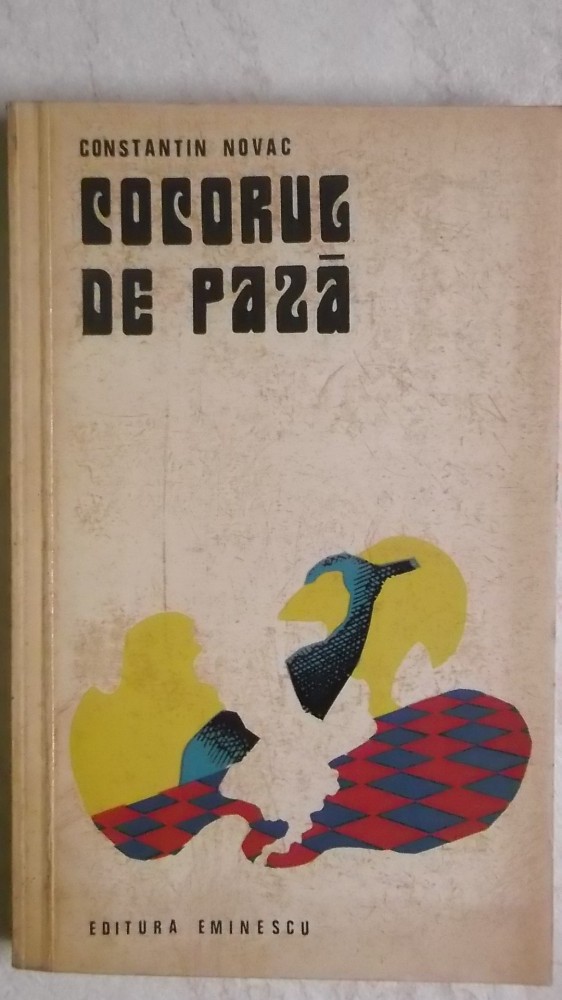 CONSTANTIN NOVAC
COCORUL
DE PAZĂ
EDITURA EMINESCU